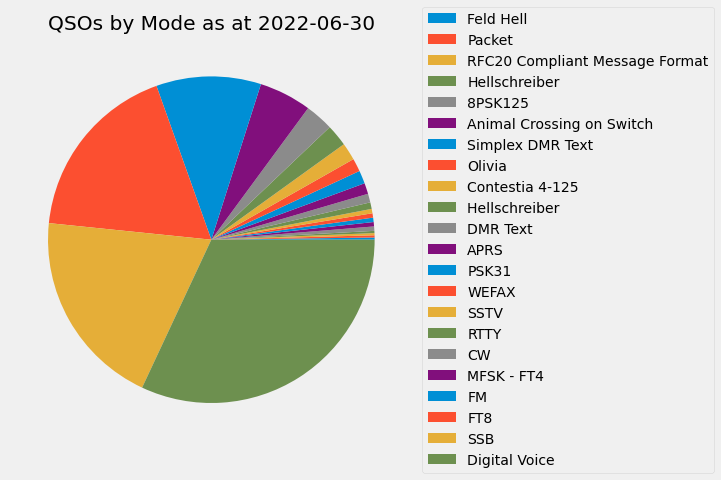 QSOs by Mode as at 2022-06-30
Feld Hell
Packet
RFC20 Compliant Message Format
Hellschreiber
8PSK125
Animal Crossing on Switch
Simplex DMR Text
Olivia
Contestia 4-125
Hellschreiber
DMR Text
APRS
PSK31
WEFAX
SSTV
RTTY
CW
MFSK - FT4
FM
FT8
SSB
Digital Voice